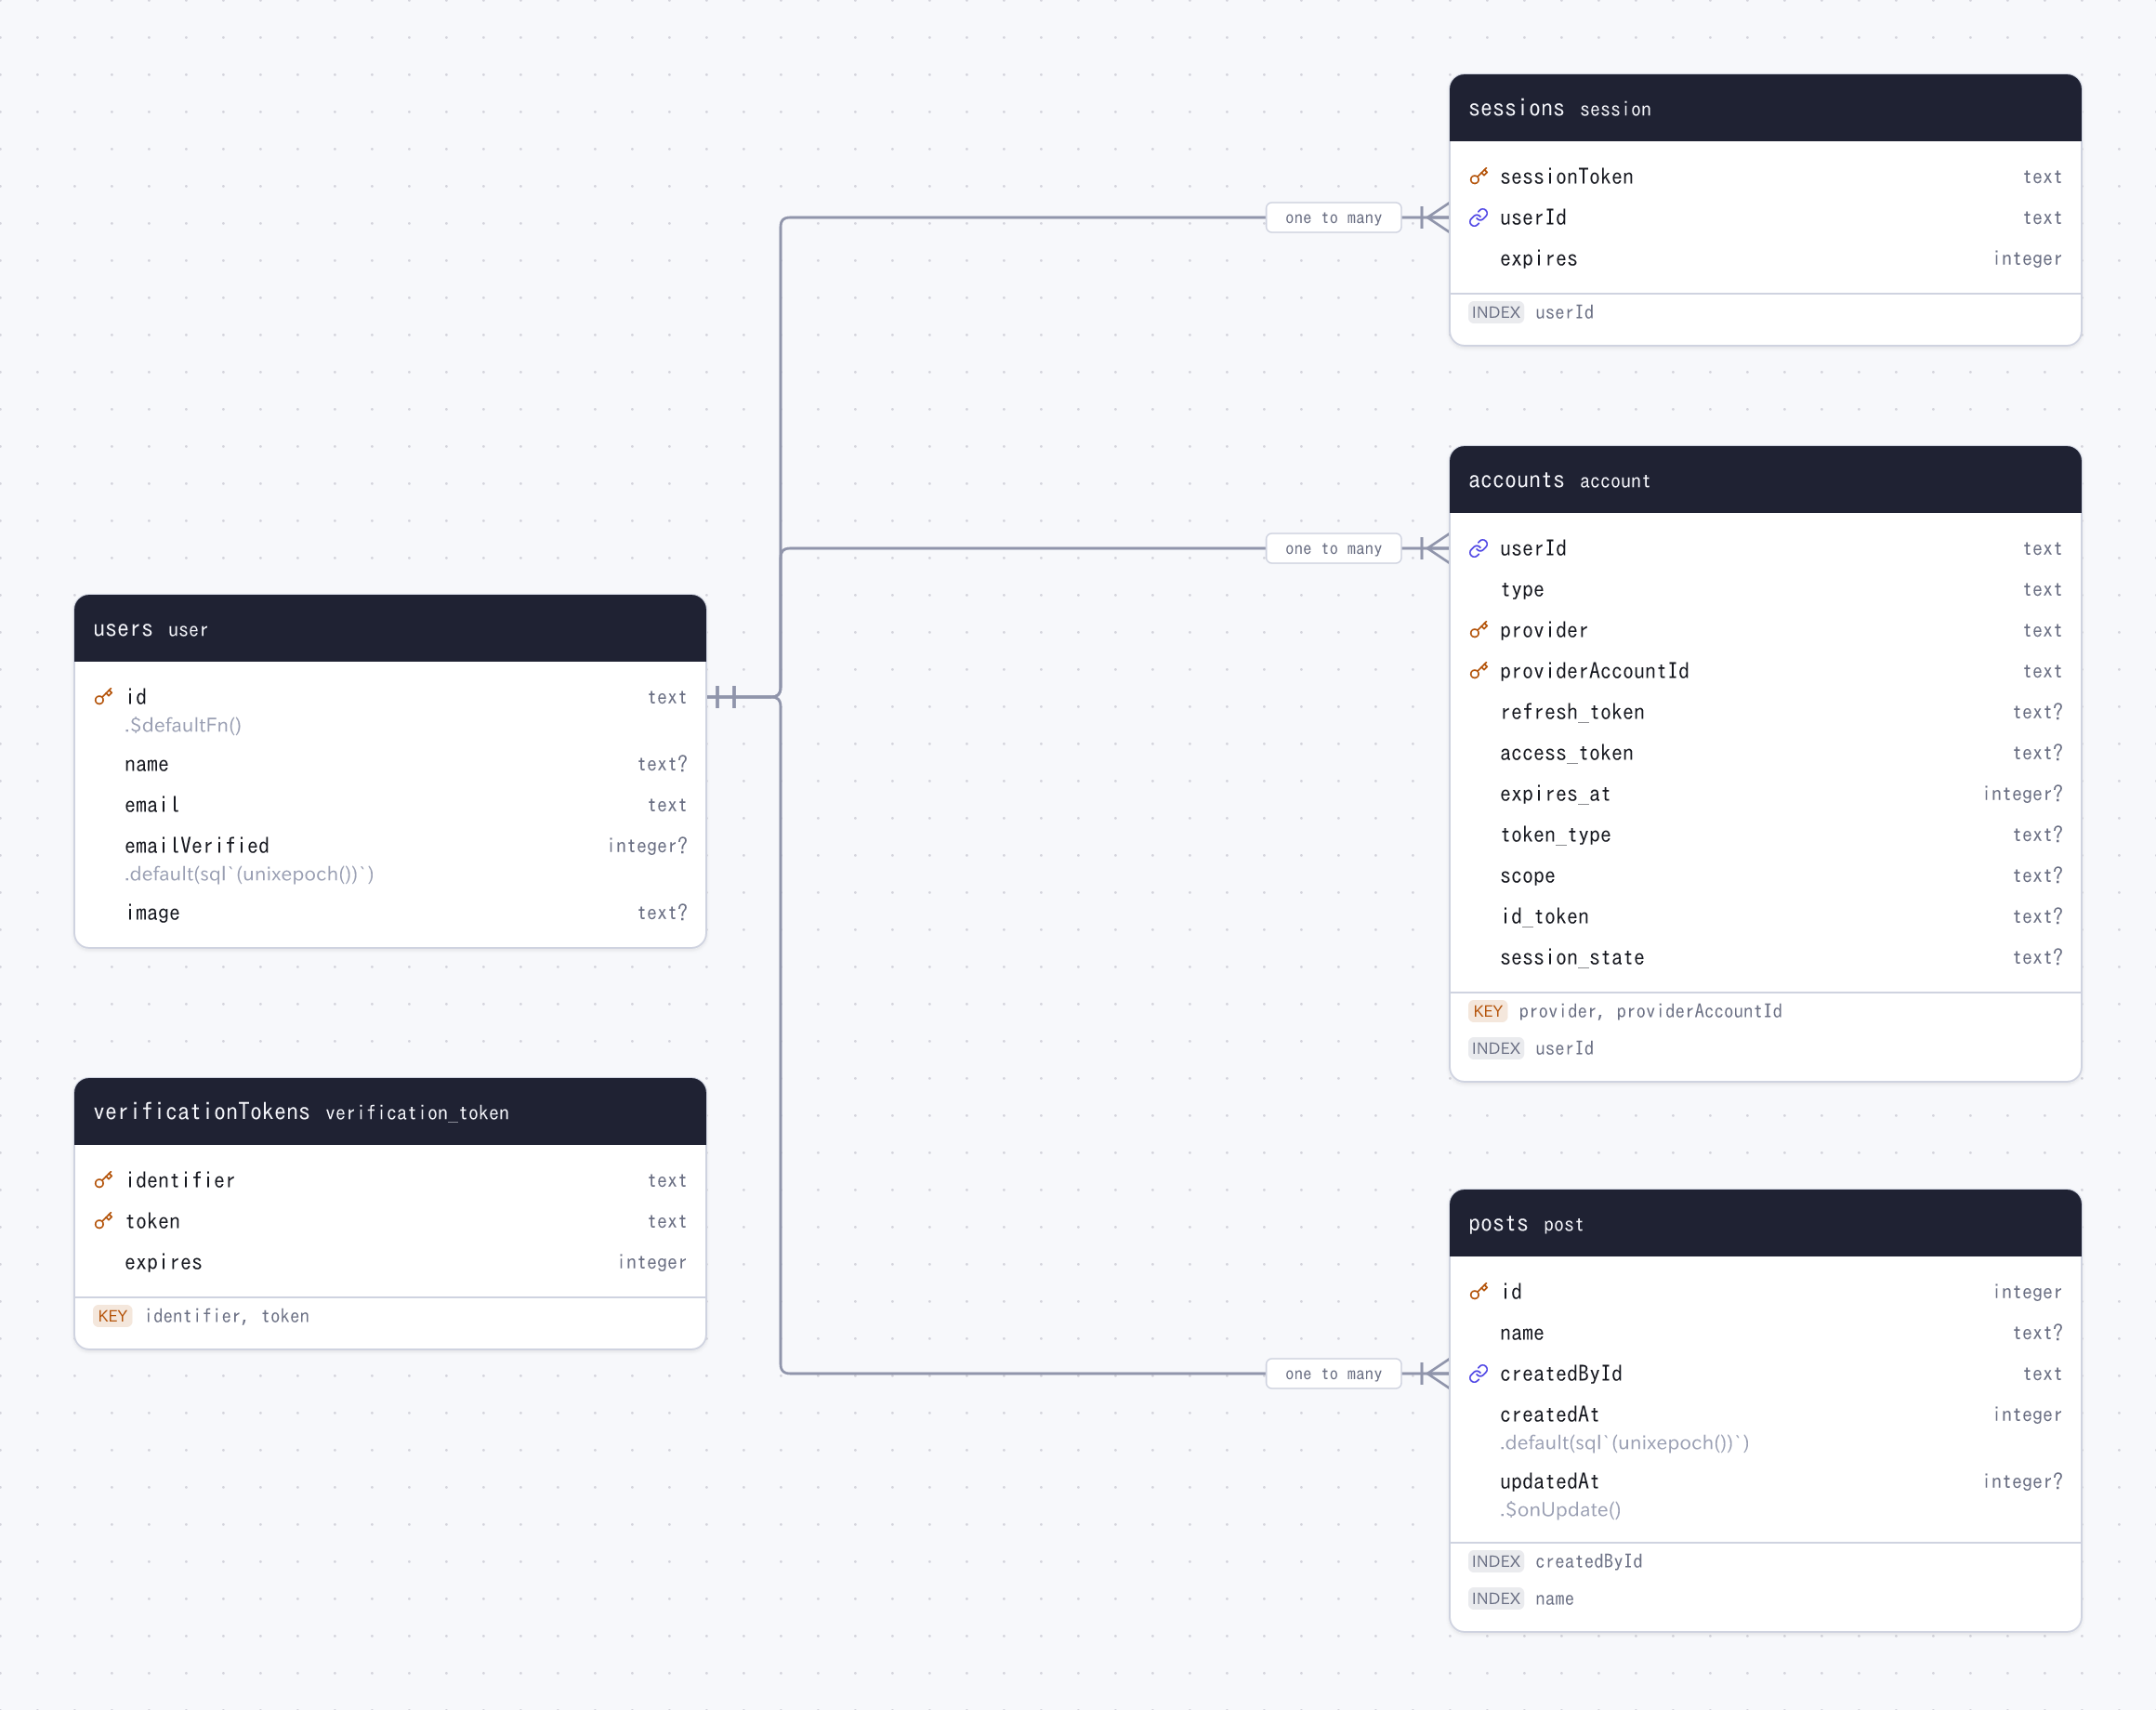 sessions session
sessionToken text
userId text
expires integer
INDEX userId
one to many
accounts account
userId text
type text
provider text
providerAccountId text
refresh_token text?
access_token text?
expires_at integer?
token_type text?
scope text?
id_token text?
session_state text?
KEY provider, providerAccountId
INDEX userId
one to many
users user
id text
.$defaultFn()
name text?
email text
emailVerified integer?
.default(sql`(unixepoch())`)
image text?
verificationTokens verification_token
identifier text
token text
expires integer
KEY identifier, token
one to many
posts post
id integer
name text?
createdById text
createdAt integer
.default(sql`(unixepoch())`)
updatedAt integer?
.$onUpdate()
INDEX createdById
INDEX name